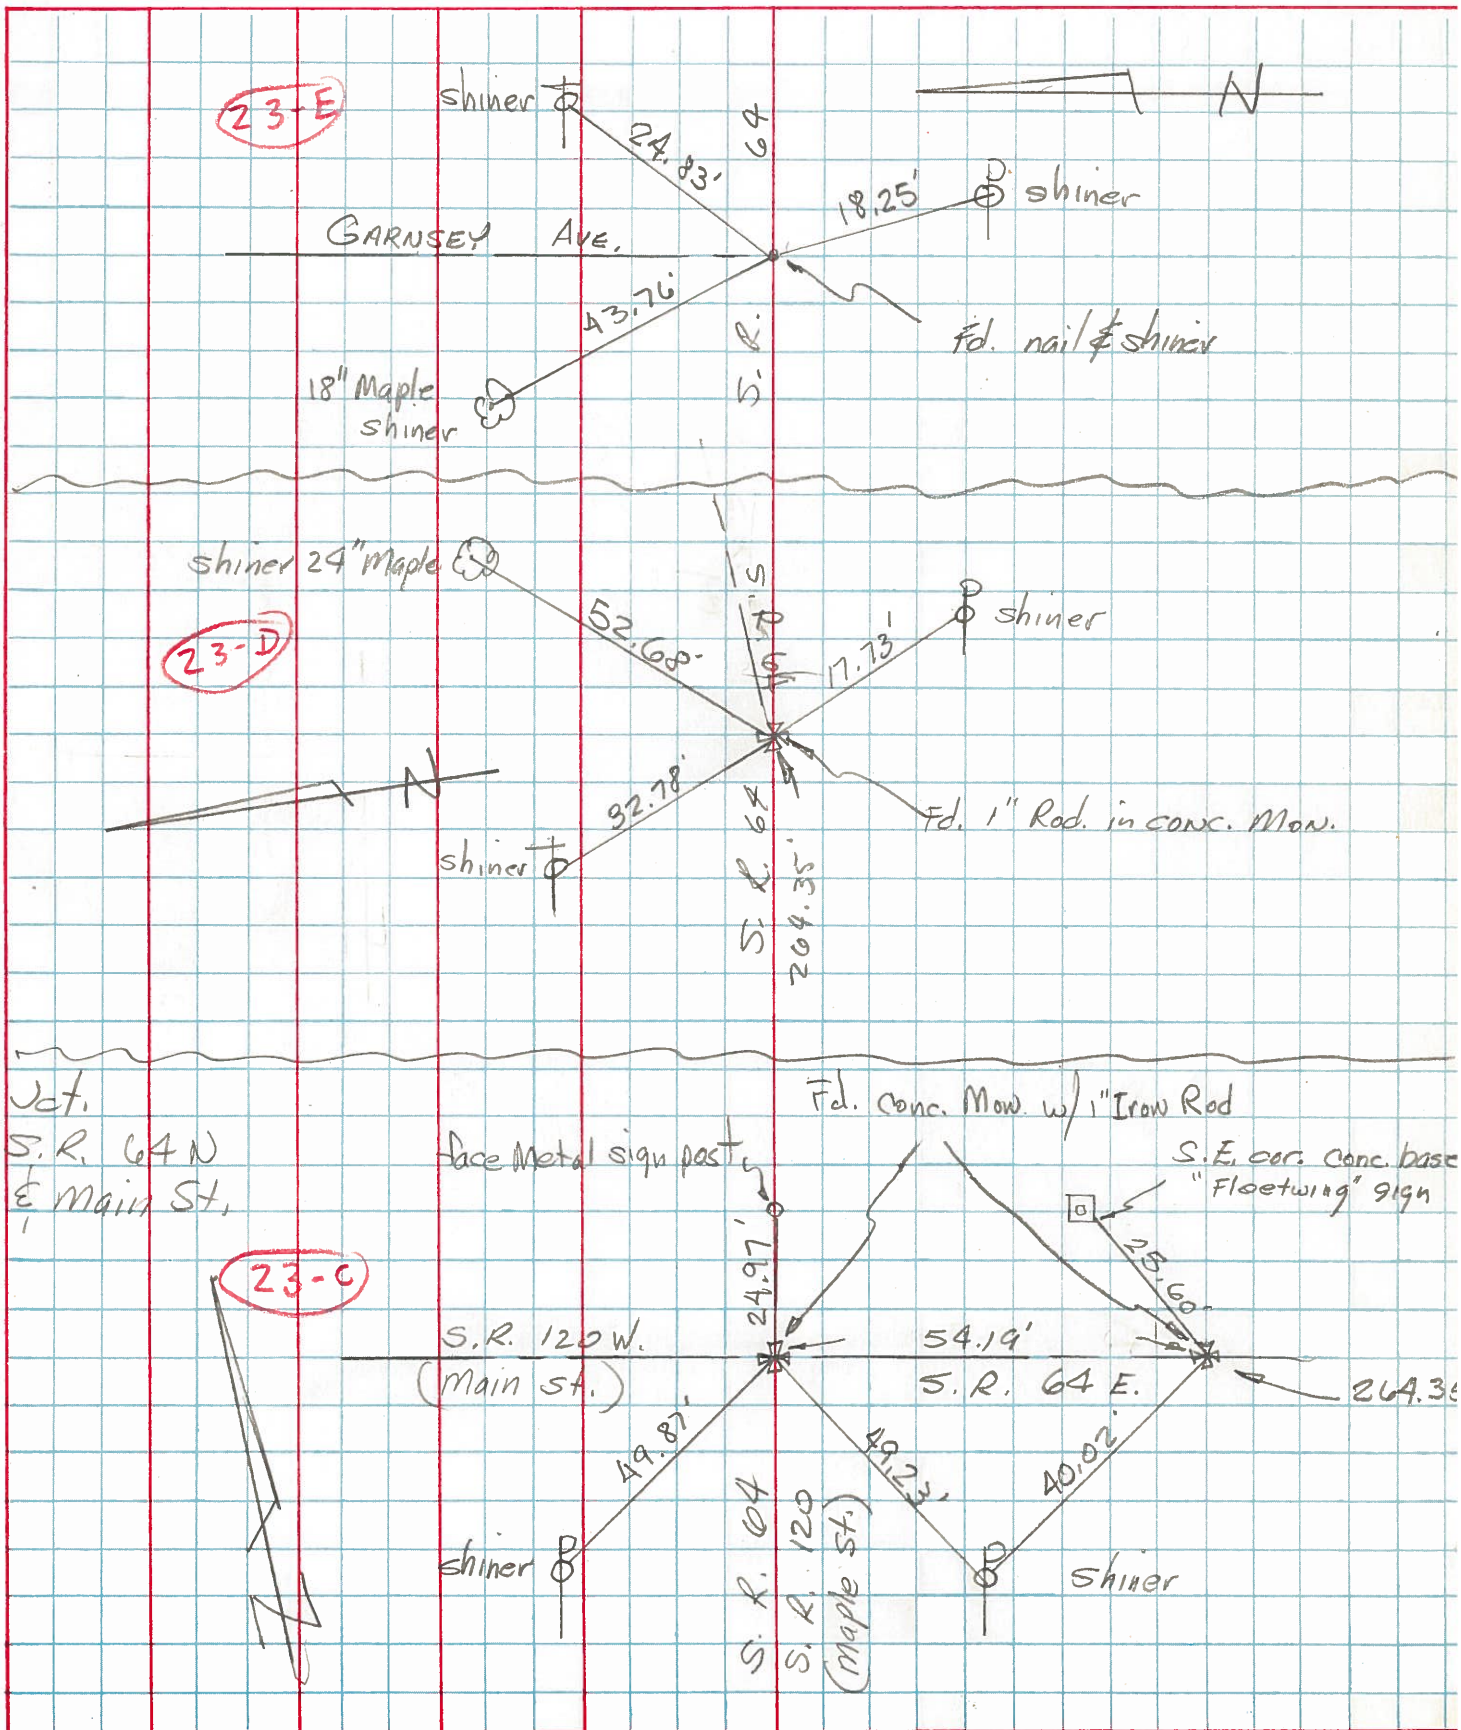 23-E
shiner
24.83'
64
N
18.25'
shiner
GARNSEY AVE.
43.76'
S. R.
Fd. nail & shiner
18" Maple
shiner
shiner 24" Maple
23-D
52.68'
S. R. 64
17.73'
shiner
N
32.78'
shiner
S. R. 64
264.35'
Fd. 1" Rod. in conc. Mon.
Jct.
S. R. 64 N
& Main St.
23-C
N
Fd. Conc. Mon. w/ 1" Iron Rod
face Metal sign post
S.E. cor. conc. base
"Fleetwing" sign
24.97'
25.60'
S.R. 120 W.
(Main St.)
54.19'
S. R. 64 E.
264.35
49.87'
49.23'
40.02'
shiner
S. R. 64
S. R. 120
(Maple St.)
shiner